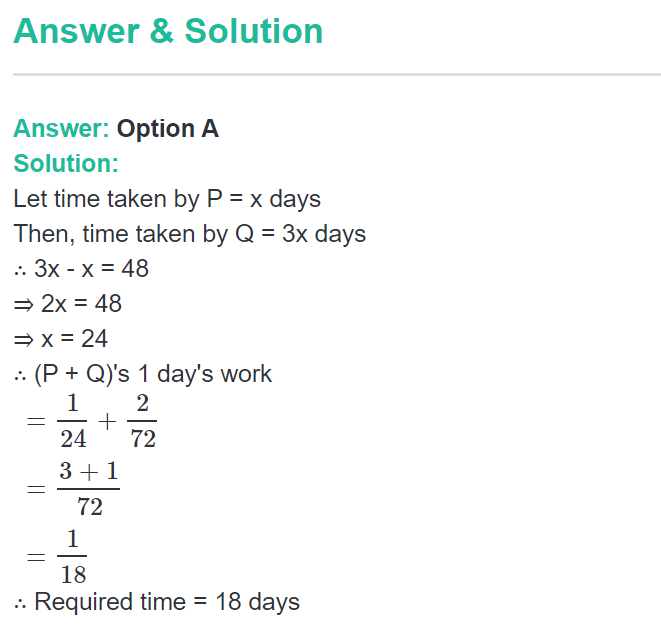 Answer & Solution
Answer: Option A
Solution:
Let time taken by P = x days
Then, time taken by Q = 3x days
∴ 3x - x = 48
⇒ 2x = 48
⇒ x = 24
∴ (P + Q)'s 1 day's work
= 1/24 + 2/72
= (3 + 1)/72
= 1/18
∴ Required time = 18 days